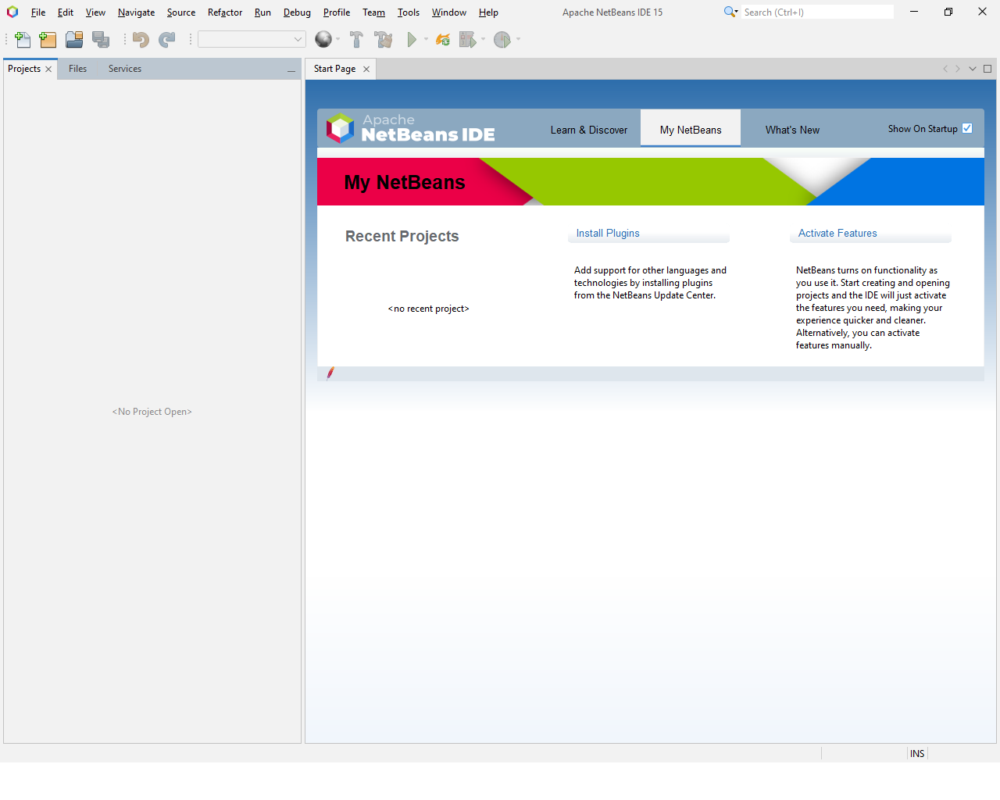 File Edit View Navigate Source Refactor Run Debug Profile Team Tools Window Help Apache NetBeans IDE 15 Search (Ctrl+I)
Projects Files Services Start Page
Apache
NetBeans IDE
Learn & Discover My NetBeans What's New Show On Startup
My NetBeans
Recent Projects
<no recent project>
Install Plugins
Add support for other languages and
technologies by installing plugins
from the NetBeans Update Center.
Activate Features
NetBeans turns on functionality as
you use it. Start creating and opening
projects and the IDE will just activate
the features you need, making your
experience quicker and cleaner.
Alternatively, you can activate
features manually.
<No Project Open>
INS